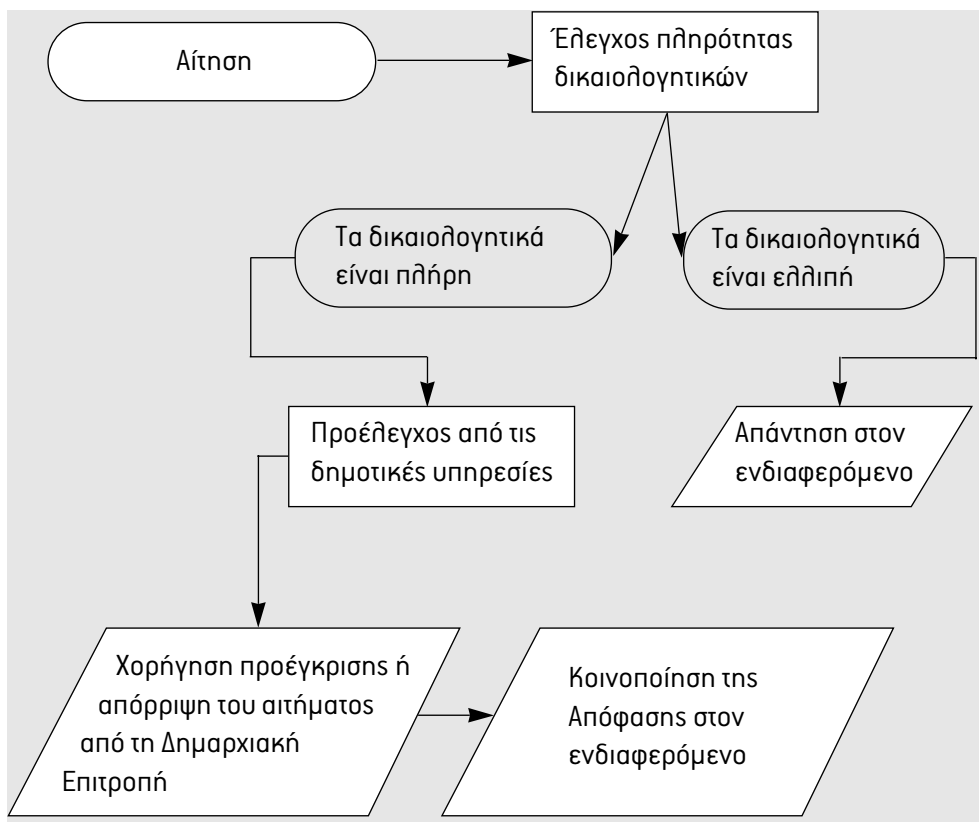 Αίτηση
Έλεγχος πληρότητας
δικαιολογητικών
Τα δικαιολογητικά
είναι πλήρη
Τα δικαιολογητικά
είναι ελλιπή
Προέλεγχος από τις
δημοτικές υπηρεσίες
Απάντηση στον
ενδιαφερόμενο
Χορήγηση προέγκρισης ή
απόρριψη του αιτήματος
από τη Δημαρχιακή
Επιτροπή
Κοινοποίηση της
Απόφασης στον
ενδιαφερόμενο